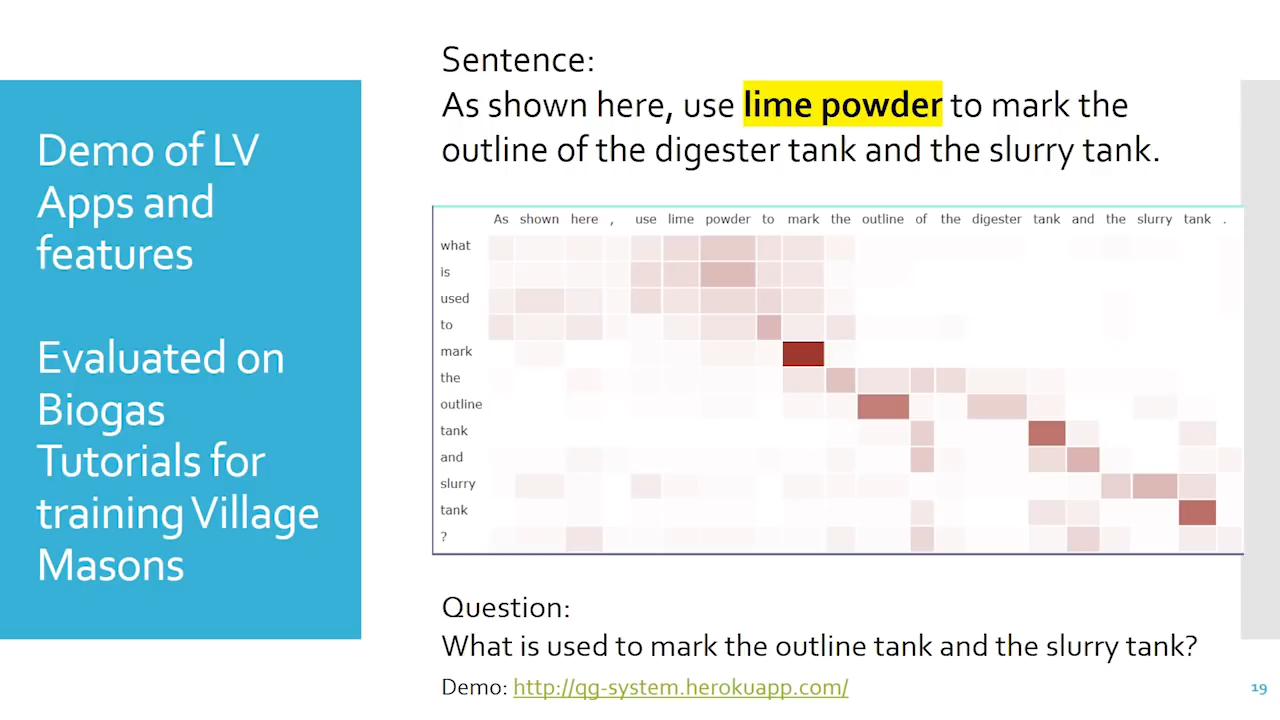 Demo of LV
Apps and
features
Evaluated on
Biogas
Tutorials for
training Village
Masons
Sentence:
As shown here, use lime powder to mark the
outline of the digester tank and the slurry tank.
As shown here , use lime powder to mark the outline of the digester tank and the slurry tank .
what
is
used
to
mark
the
outline
tank
and
slurry
tank
?
Question:
What is used to mark the outline tank and the slurry tank?
Demo: http://qg-system.herokuapp.com/
19